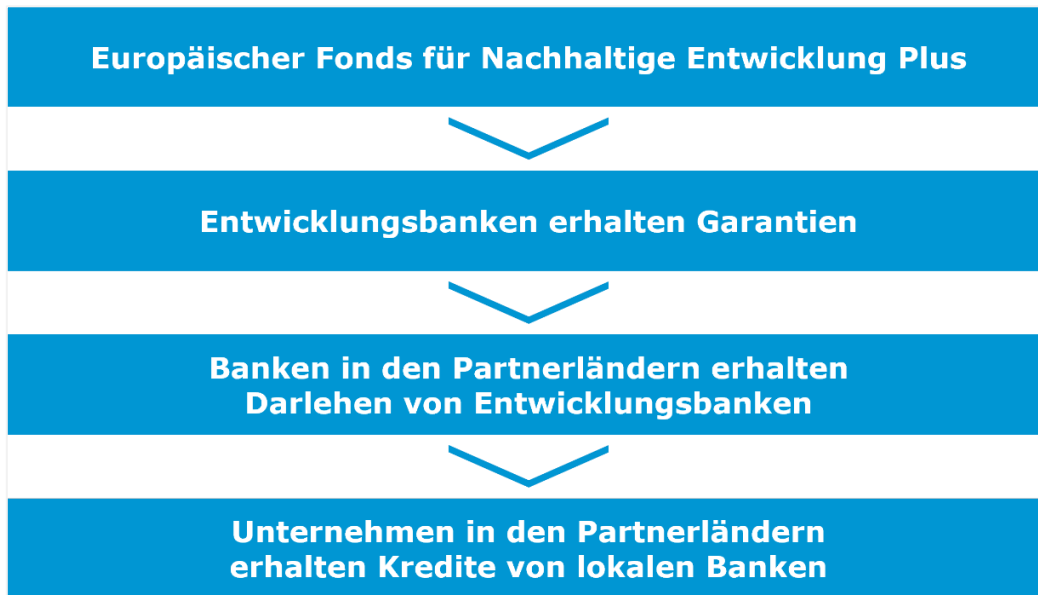 Europäischer Fonds für Nachhaltige Entwicklung Plus
Entwicklungsbanken erhalten Garantien
Banken in den Partnerländern erhalten
Darlehen von Entwicklungsbanken
Unternehmen in den Partnerländern
erhalten Kredite von lokalen Banken